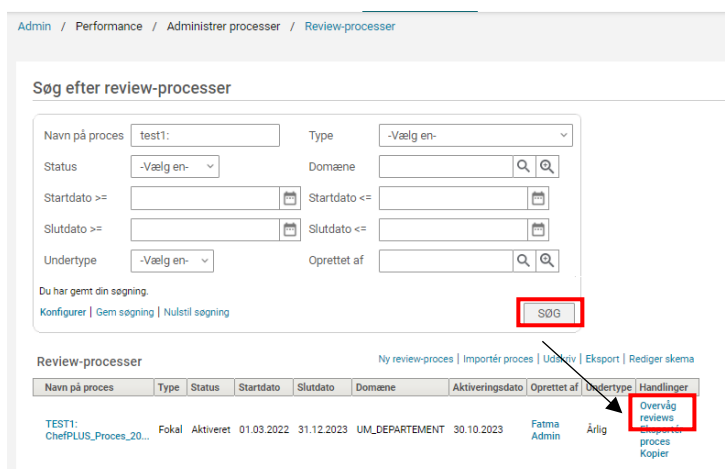 Admin / Performance / Administrer processer / Review-processer
Søg efter review-processer
Navn på proces test1: Type -Vælg en-
Status -Vælg en- Domæne
Startdato >= Startdato <=
Slutdato >= Slutdato <=
Undertype -Vælg en- Oprettet af
Du har gemt din søgning.
Konfigurer | Gem søgning | Nulstil søgning
SØG
Review-processer
Ny review-proces | Importér proces | Udskriv | Eksport | Rediger skema
Navn på proces Type Status Startdato Slutdato Domæne Aktiveringsdato Oprettet af Undertype Handlinger
TEST1:
ChefPLUS_Proces_20... Fokal Aktiveret 01.03.2022 31.12.2023 UM_DEPARTEMENT 30.10.2023 Fatma
Admin Årlig
Overvåg
reviews
Eksportér
proces
Kopier